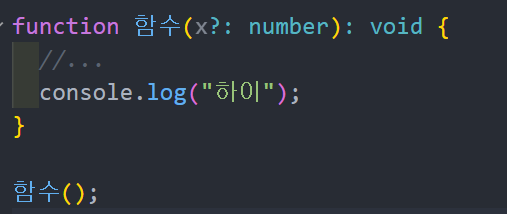 function 함수(x?: number): void {
  //...
  console.log("하이");
}

함수();